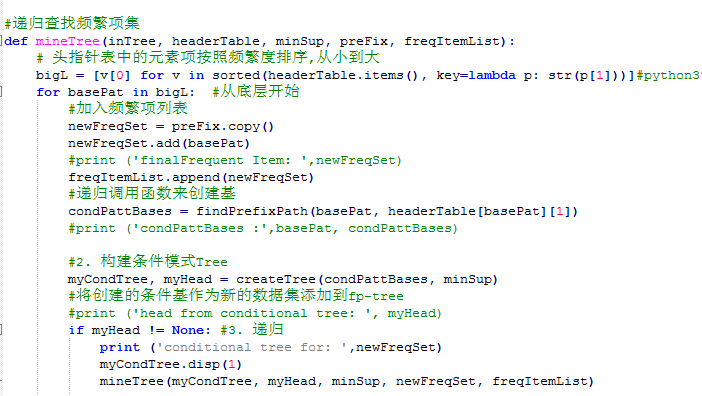 #递归查找频繁项集
def mineTree(inTree, headerTable, minSup, preFix, freqItemList):
    # 头指针表中的元素项按照频繁度排序,从小到大
    bigL = [v[0] for v in sorted(headerTable.items(), key=lambda p: str(p[1]))]#python3
    for basePat in bigL:  #从底层开始
        #加入频繁项列表
        newFreqSet = preFix.copy()
        newFreqSet.add(basePat)
        #print ('finalFrequent Item: ',newFreqSet)
        freqItemList.append(newFreqSet)
        #递归调用函数来创建基
        condPattBases = findPrefixPath(basePat, headerTable[basePat][1])
        #print ('condPattBases :',basePat, condPattBases)
        #2. 构建条件模式Tree
        myCondTree, myHead = createTree(condPattBases, minSup)
        #将创建的条件基作为新的数据集添加到fp-tree
        #print ('head from conditional tree: ', myHead)
        if myHead != None: #3. 递归
            print ('conditional tree for: ',newFreqSet)
            myCondTree.disp(1)
            mineTree(myCondTree, myHead, minSup, newFreqSet, freqItemList)